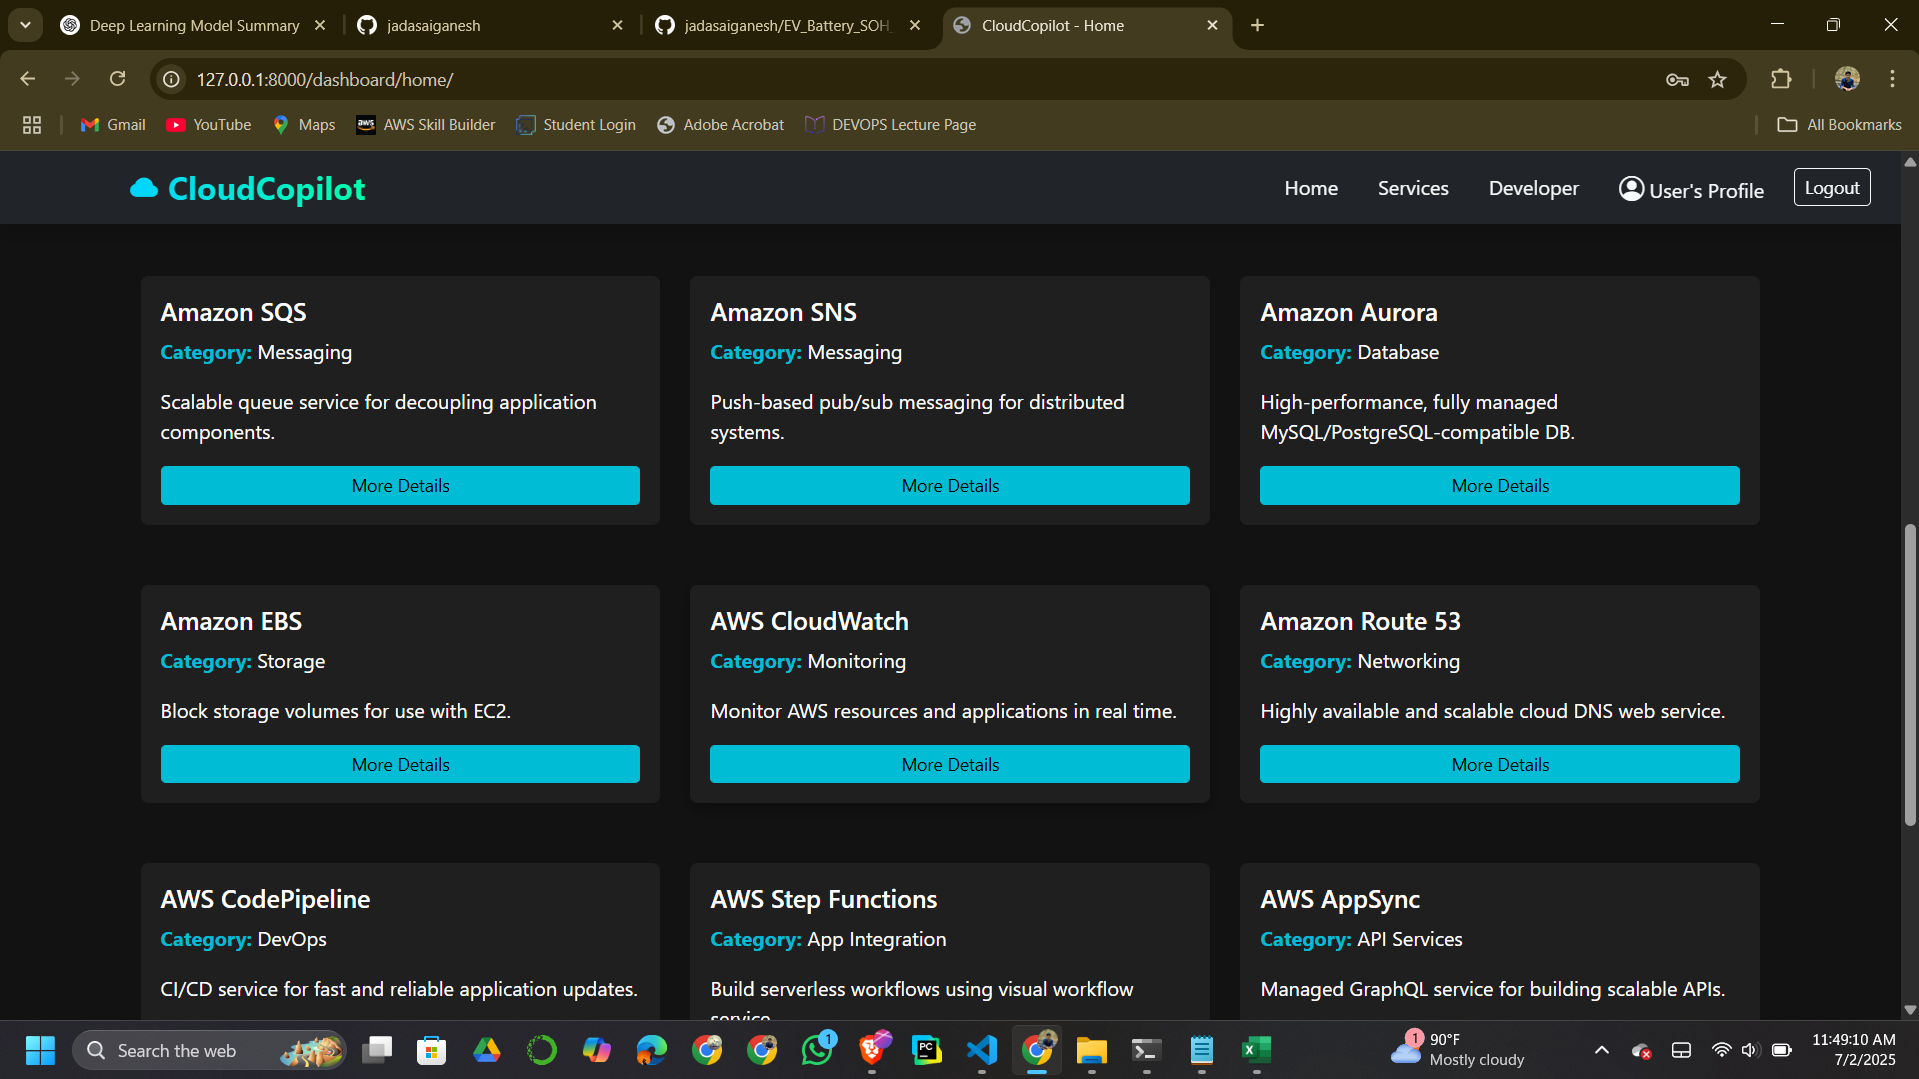 Deep Learning Model Summary
jadasaiganesh
jadasaiganesh/EV_Battery_SOH_
CloudCopilot - Home
127.0.0.1:8000/dashboard/home/
Gmail
YouTube
Maps
AWS Skill Builder
Student Login
Adobe Acrobat
DEVOPS Lecture Page
All Bookmarks
CloudCopilot
Home
Services
Developer
User's Profile
Logout
Amazon SQS
Category: Messaging
Scalable queue service for decoupling application
components.
More Details
Amazon SNS
Category: Messaging
Push-based pub/sub messaging for distributed
systems.
More Details
Amazon Aurora
Category: Database
High-performance, fully managed
MySQL/PostgreSQL-compatible DB.
More Details
Amazon EBS
Category: Storage
Block storage volumes for use with EC2.
More Details
AWS CloudWatch
Category: Monitoring
Monitor AWS resources and applications in real time.
More Details
Amazon Route 53
Category: Networking
Highly available and scalable cloud DNS web service.
More Details
AWS CodePipeline
Category: DevOps
CI/CD service for fast and reliable application updates.
AWS Step Functions
Category: App Integration
Build serverless workflows using visual workflow
service.
AWS AppSync
Category: API Services
Managed GraphQL service for building scalable APIs.
Search the web
1
PC
1
90°F
Mostly cloudy
11:49:10 AM
7/2/2025